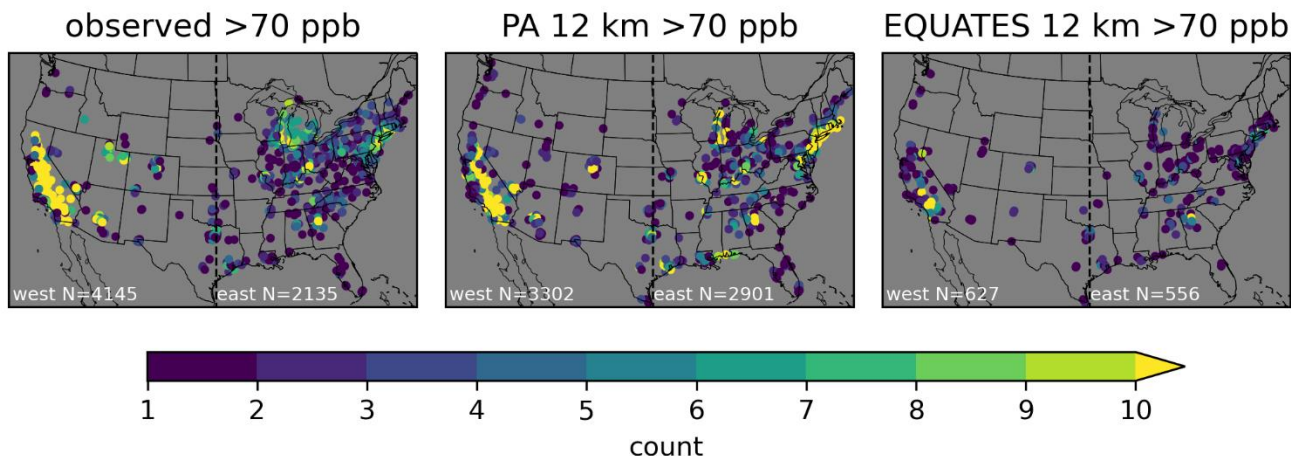 observed >70 ppb
PA 12 km >70 ppb
EQUATES 12 km >70 ppb
west N=4145
east N=2135
west N=3302
east N=2901
west N=627
east N=556
1 2 3 4 5 6 7 8 9 10
count